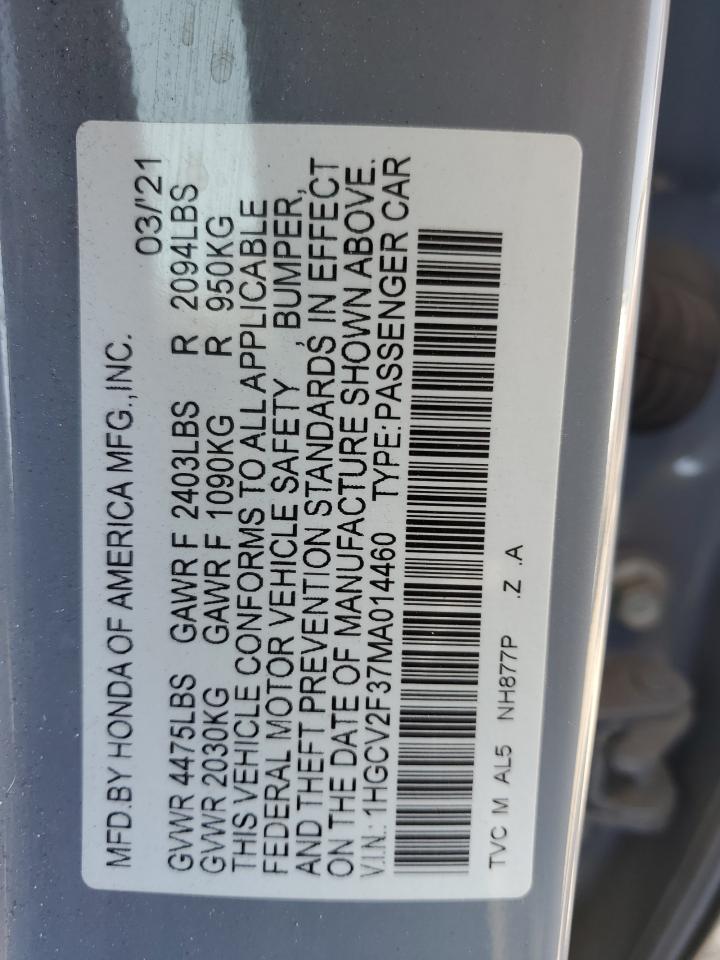 MFD.BY HONDA OF AMERICA MFG.,INC. 03/'21
GVWR 4475LBS GAWR F 2403LBS R 2094LBS
GVWR 2030KG GAWR F 1090KG R 950KG
THIS VEHICLE CONFORMS TO ALL APPLICABLE
FEDERAL MOTOR VEHICLE SAFETY , BUMPER,
AND THEFT PREVENTION STANDARDS IN EFFECT
ON THE DATE OF MANUFACTURE SHOWN ABOVE.
V.I.N.: 1HGCV2F37MA014460 TYPE:PASSENGER CAR
TVC M AL5 NH877P .Z .A